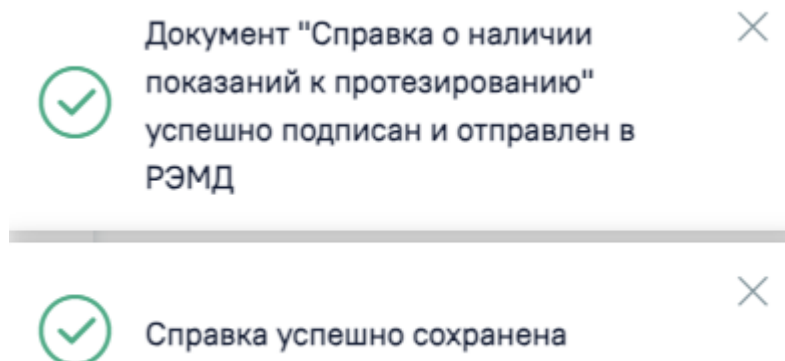 Документ "Справка о наличии
показаний к протезированию"
успешно подписан и отправлен в
РЭМД
Справка успешно сохранена